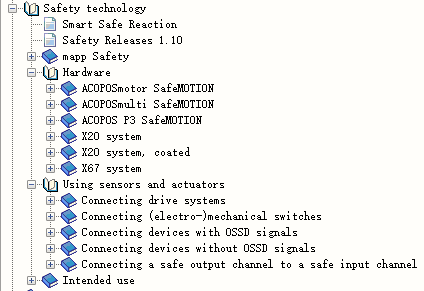 Safety technology
Smart Safe Reaction
Safety Releases 1.10
mapp Safety
Hardware
ACOPOSmotor SafeMOTION
ACOPOSmulti SafeMOTION
ACOPOS P3 SafeMOTION
X20 system
X20 system, coated
X67 system
Using sensors and actuators
Connecting drive systems
Connecting (electro-)mechanical switches
Connecting devices with OSSD signals
Connecting devices without OSSD signals
Connecting a safe output channel to a safe input channel
Intended use